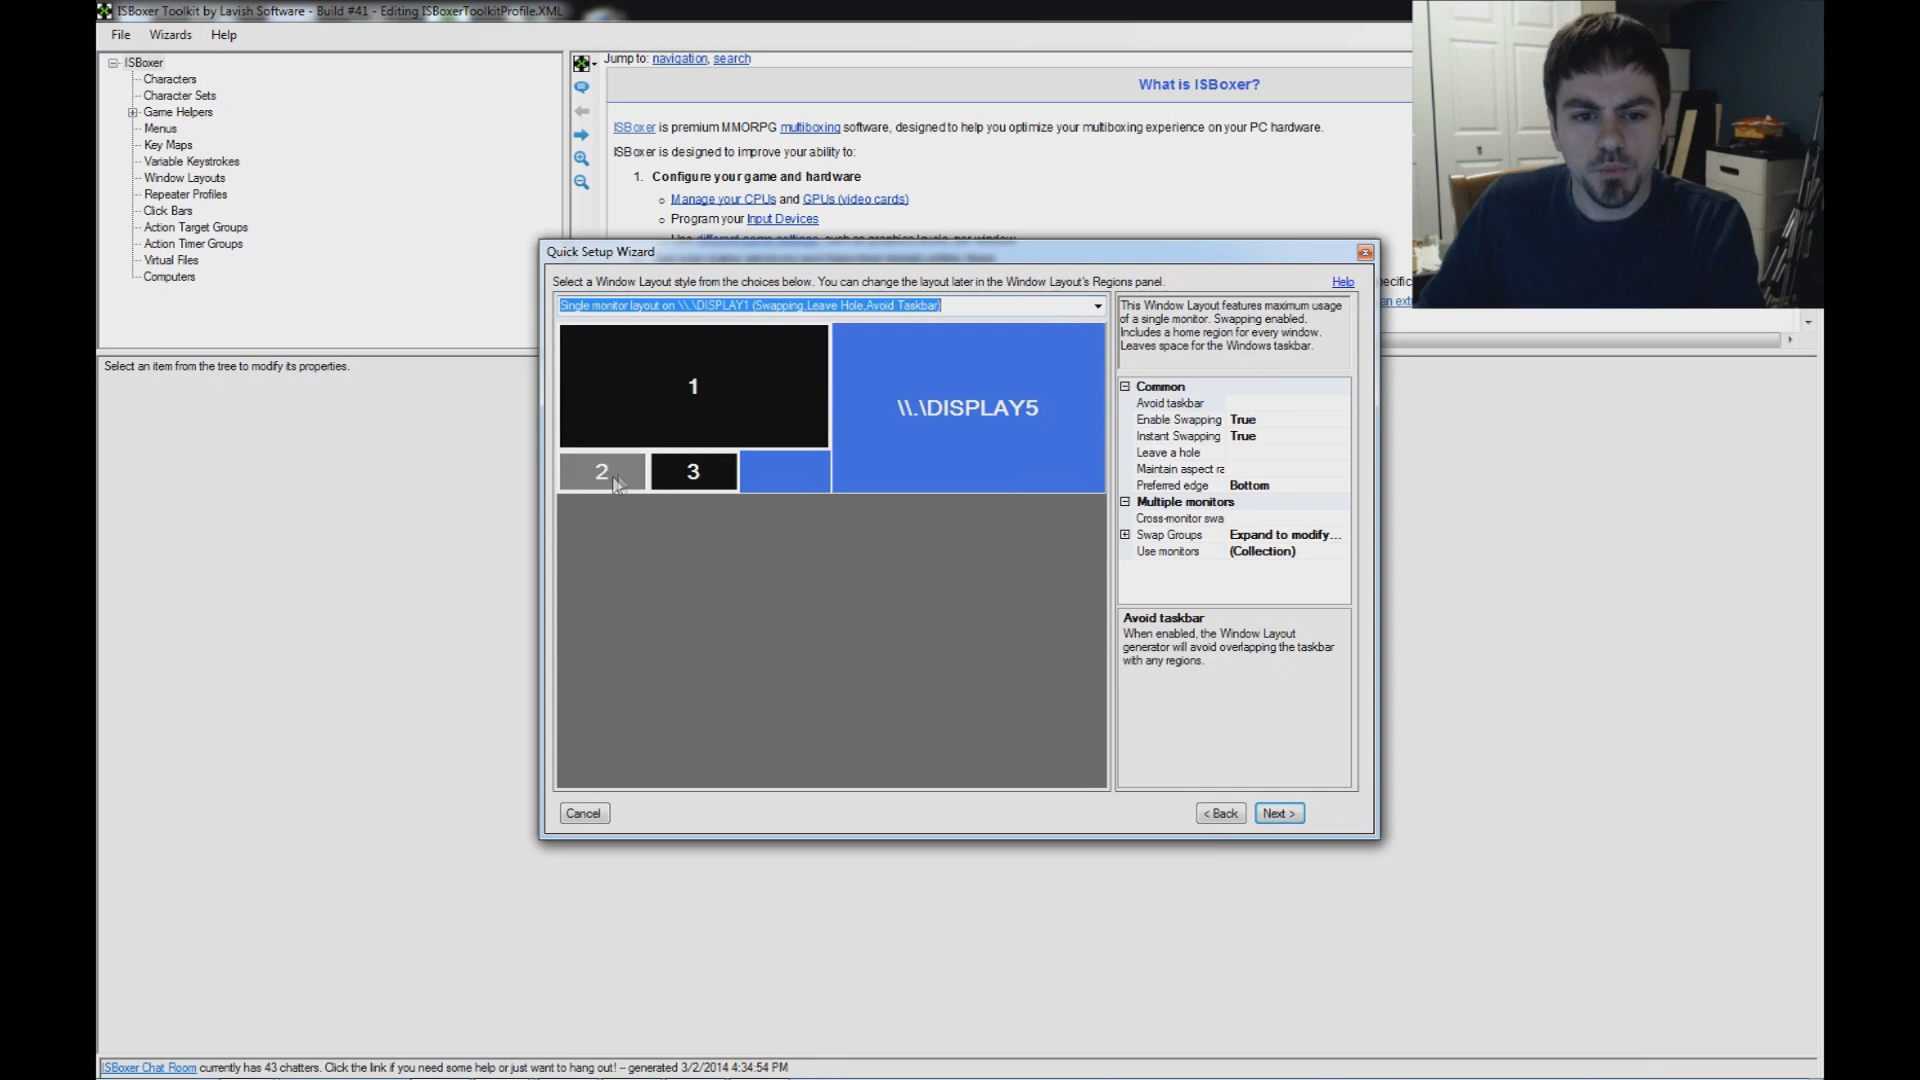 ISBoxer Toolkit by Lavish Software - Build #41 - Editing ISBoxerToolkitProfile.XML
File Wizards Help
ISBoxer
Characters
Character Sets
Game Helpers
Menus
Key Maps
Variable Keystrokes
Window Layouts
Repeater Profiles
Click Bars
Action Target Groups
Action Timer Groups
Virtual Files
Computers
Jump to: navigation, search
What is ISBoxer?
ISBoxer is premium MMORPG multiboxing software, designed to help you optimize your multiboxing experience on your PC hardware.
ISBoxer is designed to improve your ability to:
1. Configure your game and hardware
Manage your CPUs and GPUs (video cards)
Program your Input Devices
Select an item from the tree to modify its properties.
Quick Setup Wizard
Select a Window Layout style from the choices below. You can change the layout later in the Window Layout's Regions panel.
Help
Single monitor layout on \\.\DISPLAY1 (Swapping,Leave Hole,Avoid Taskbar)
1
\\.\DISPLAY5
2 3
This Window Layout features maximum usage
of a single monitor. Swapping enabled.
Includes a home region for every window.
Leaves space for the Windows taskbar.
Common
Avoid taskbar
Enable Swapping True
Instant Swapping True
Leave a hole
Maintain aspect ra
Preferred edge Bottom
Multiple monitors
Cross-monitor swa
Swap Groups Expand to modify...
Use monitors (Collection)
Avoid taskbar
When enabled, the Window Layout
generator will avoid overlapping the taskbar
with any regions.
Cancel
< Back Next >
ISBoxer Chat Room currently has 43 chatters. Click the link if you need some help or just want to hang out! -- generated 3/2/2014 4:34:54 PM